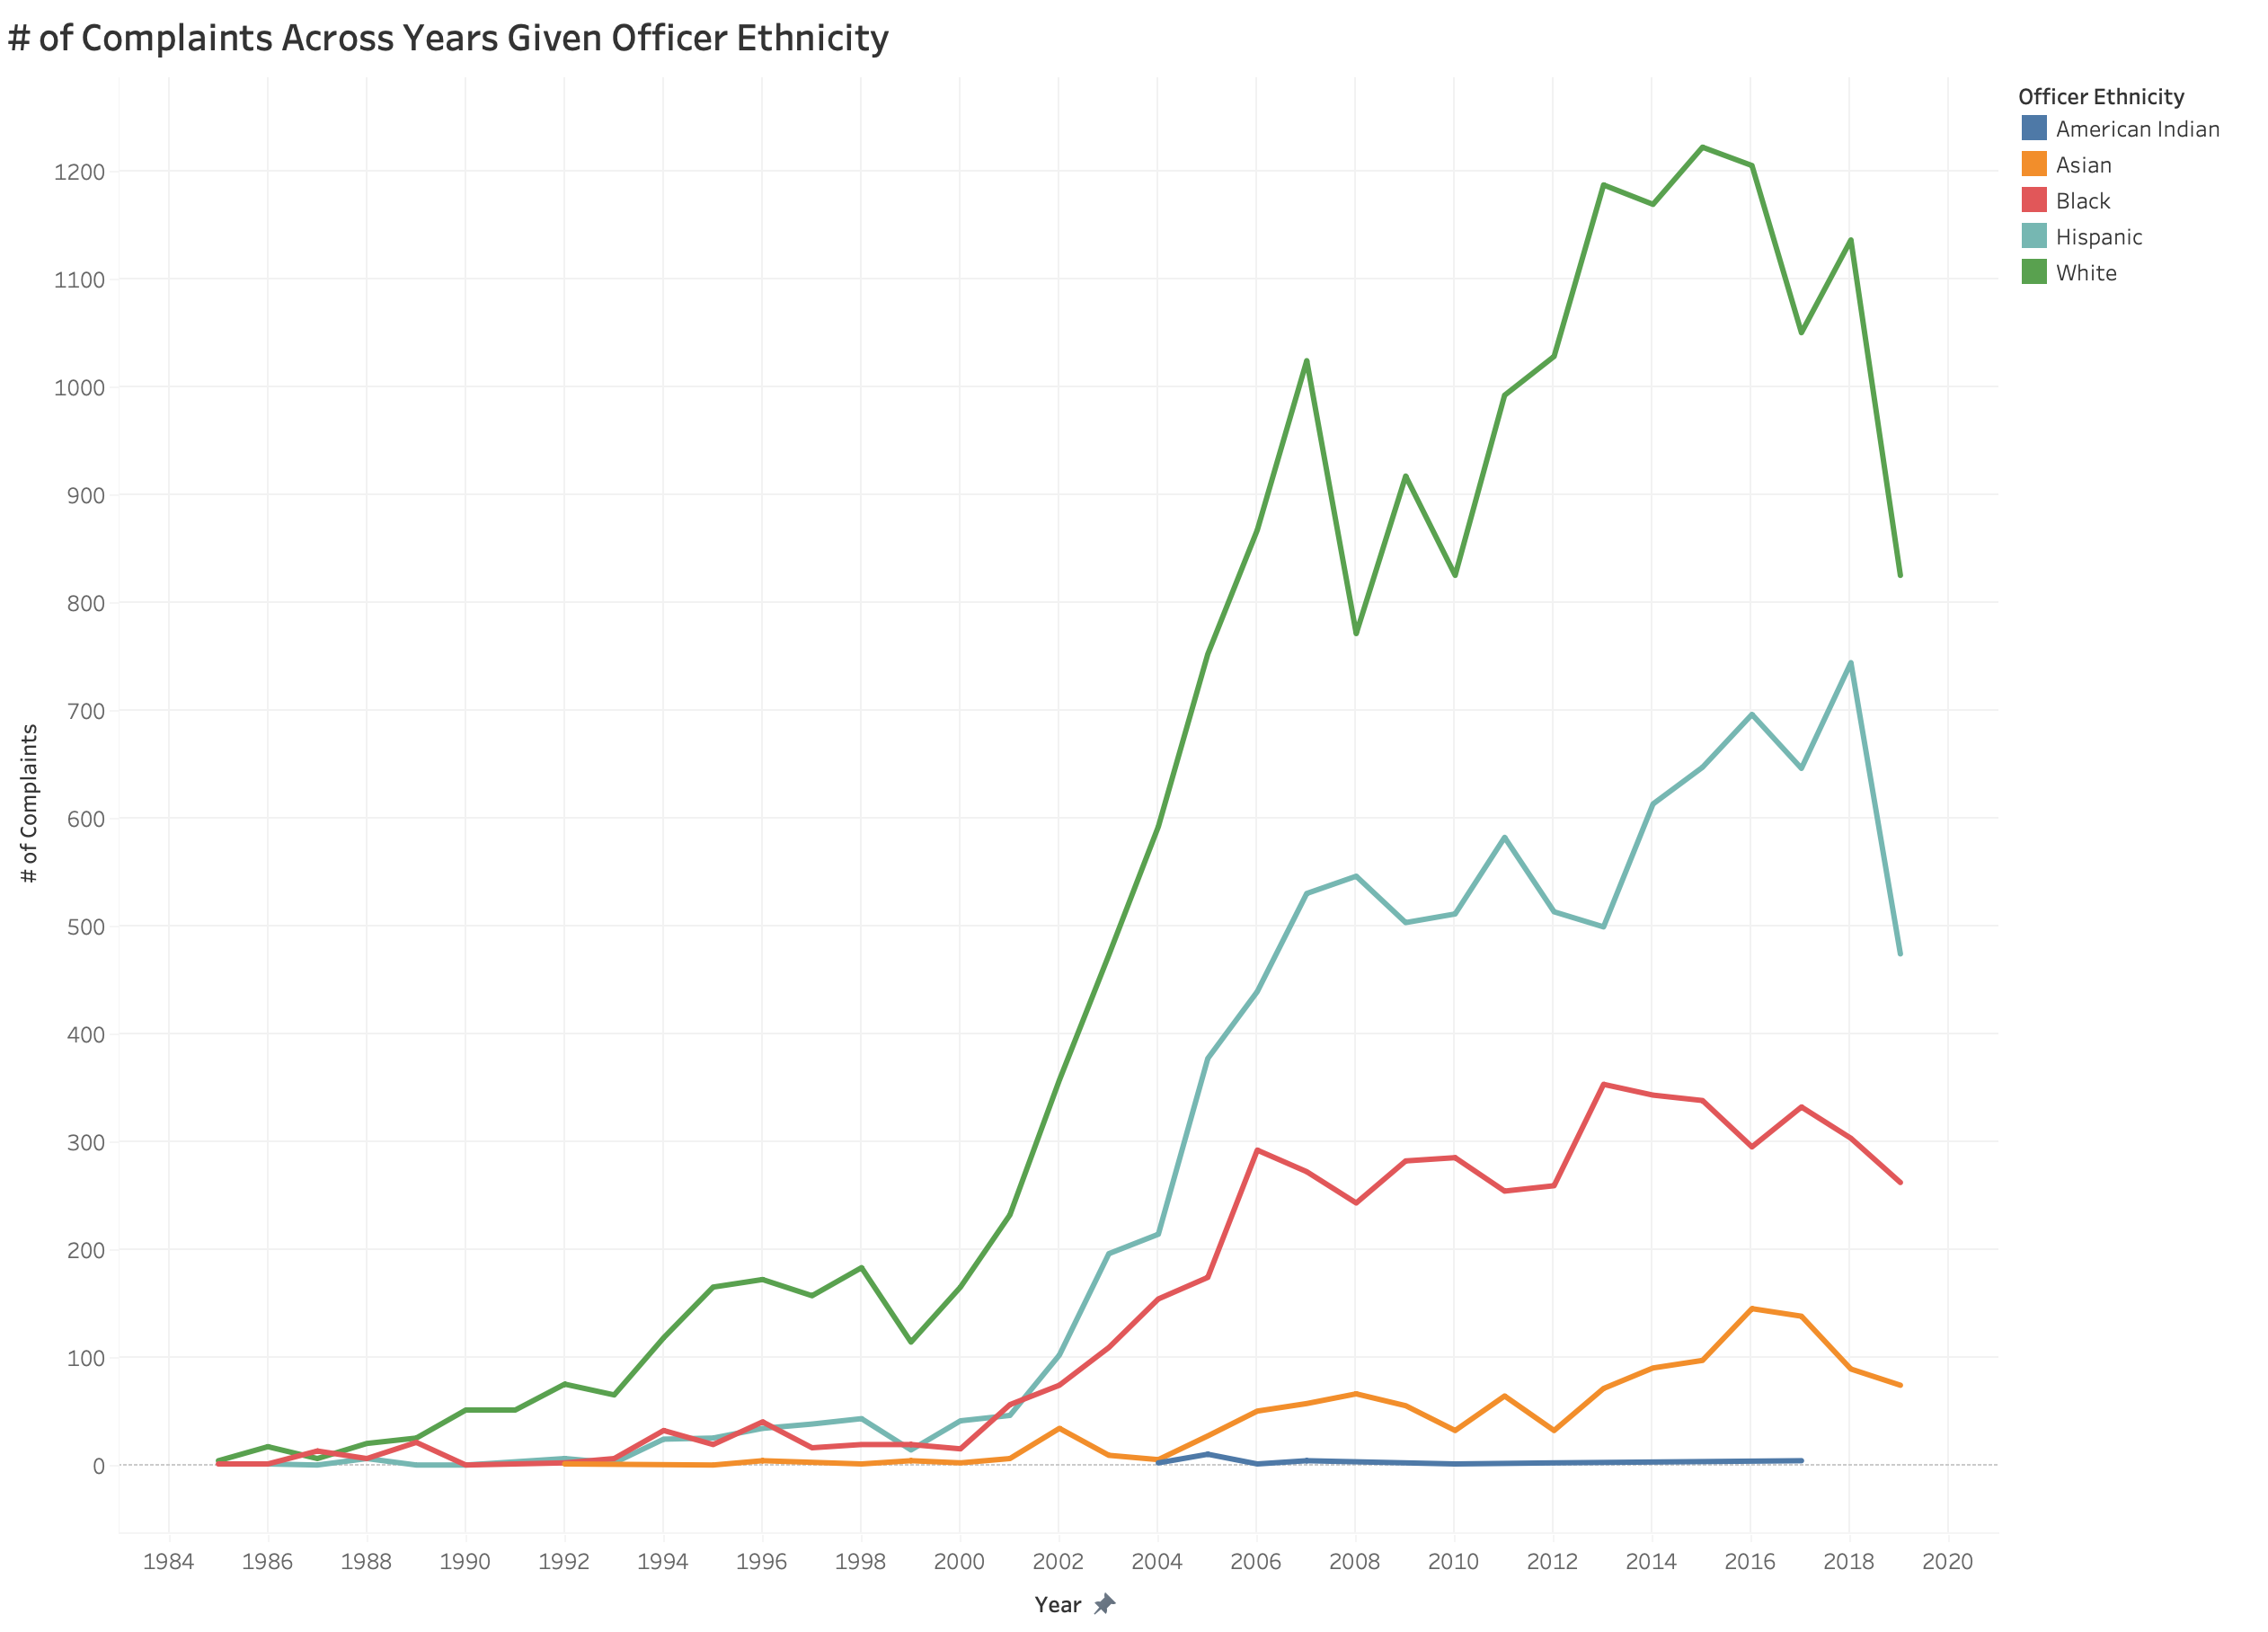 # of Complaints Across Years Given Officer Ethnicity
Officer Ethnicity
American Indian
Asian
Black
Hispanic
White
# of Complaints
1200
1100
1000
900
800
700
600
500
400
300
200
100
0
1984 1986 1988 1990 1992 1994 1996 1998 2000 2002 2004 2006 2008 2010 2012 2014 2016 2018 2020
Year